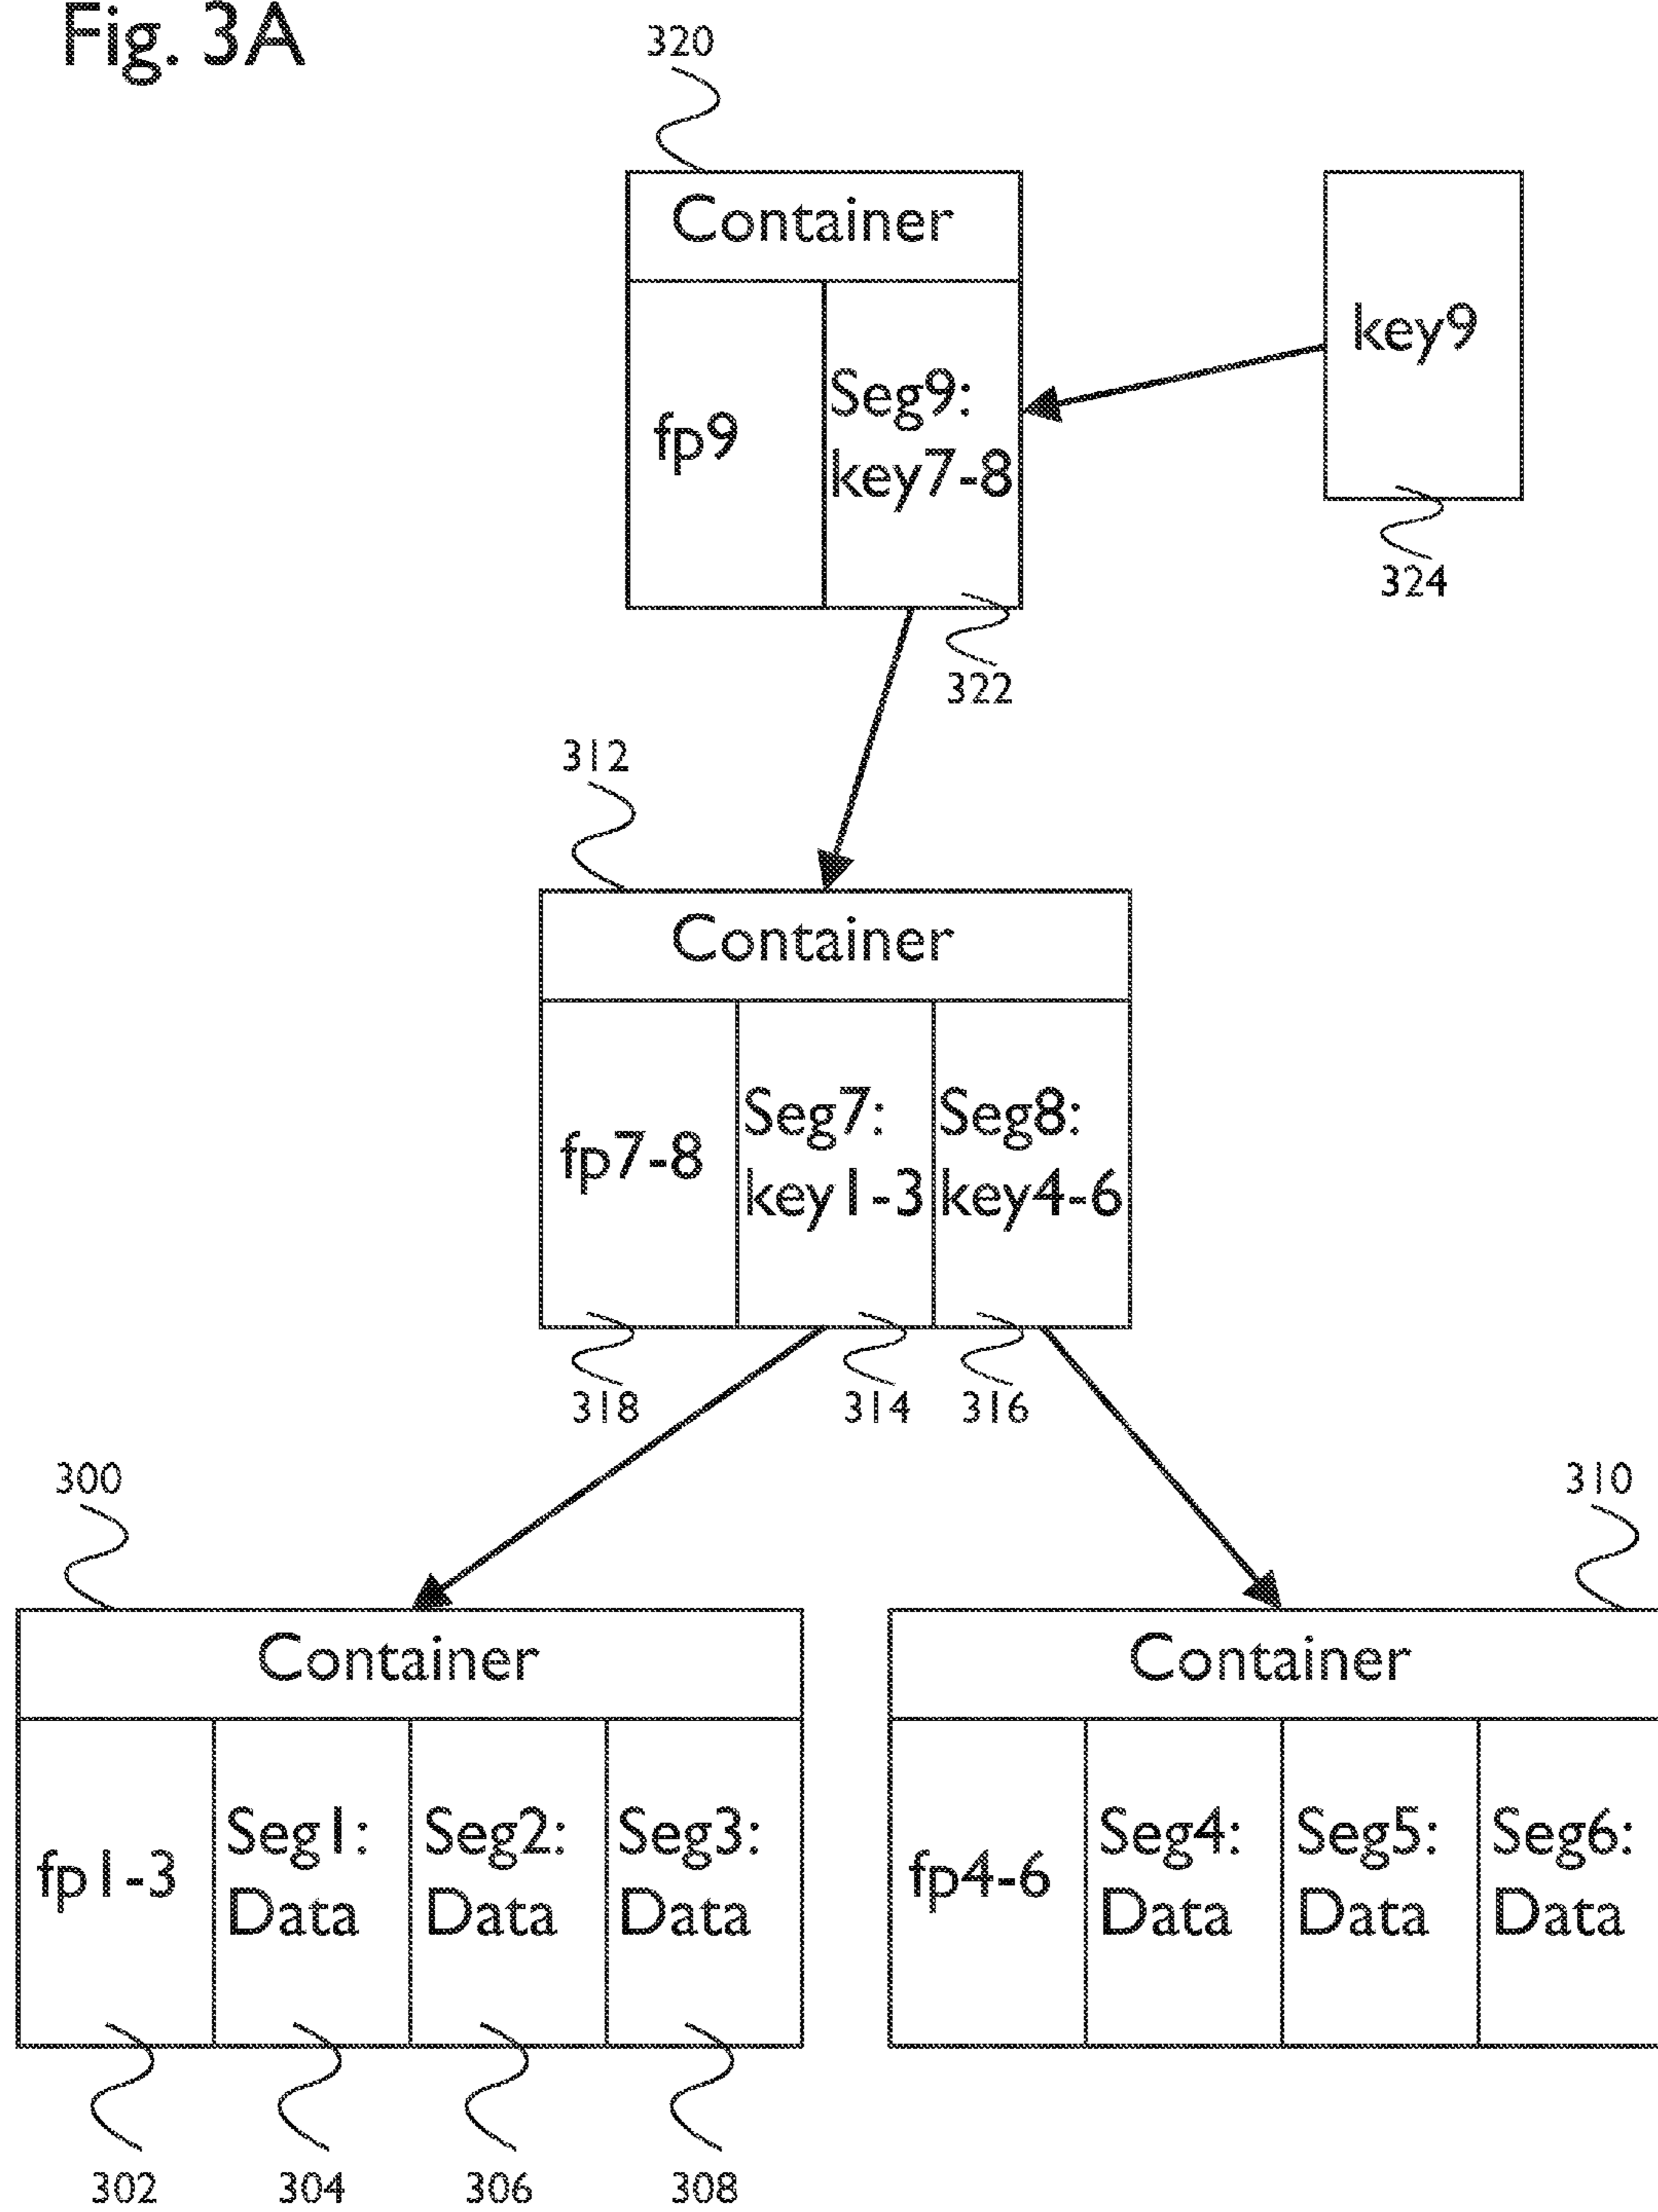 Fig. 3A
320
Container
fp9
Seg9:
key7-8
key9
324
322
312
Container
fp7-8
Seg7:
key1-3
Seg8:
key4-6
318
314
316
300
310
Container
fp1-3
Seg1:
Data
Seg2:
Data
Seg3:
Data
Container
fp4-6
Seg4:
Data
Seg5:
Data
Seg6:
Data
302
304
306
308